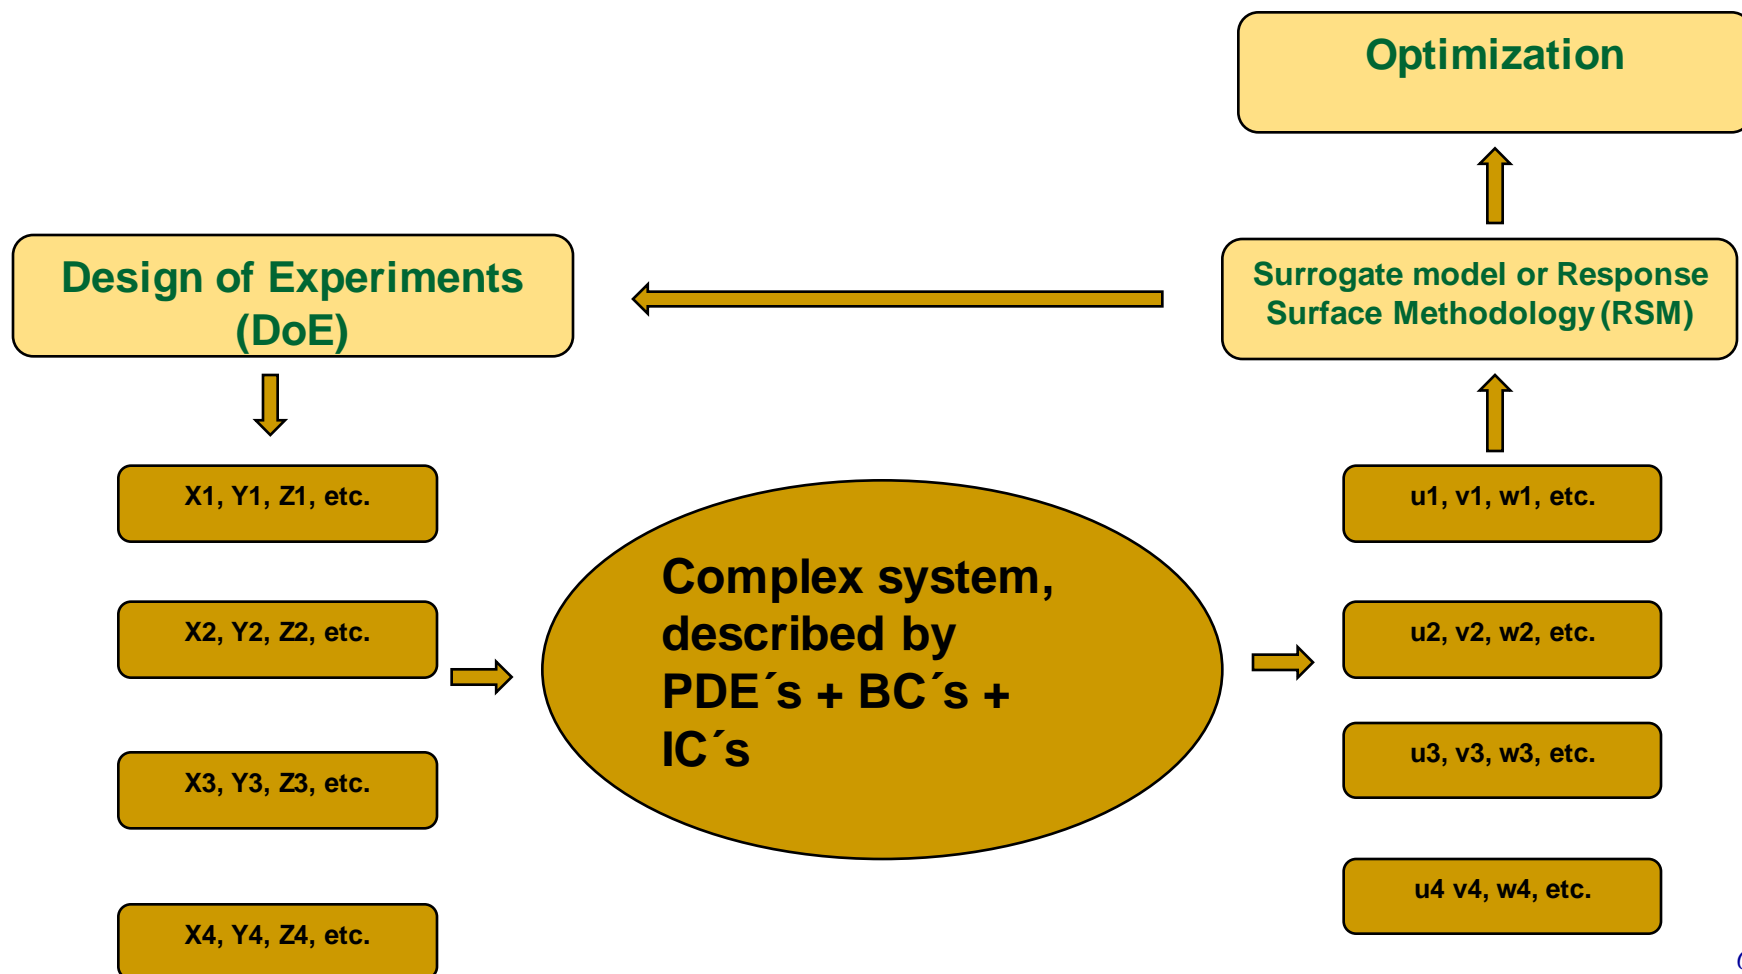 Optimization
Design of Experiments
(DoE)
Surrogate model or Response
Surface Methodology (RSM)
X1, Y1, Z1, etc.
X2, Y2, Z2, etc.
X3, Y3, Z3, etc.
X4, Y4, Z4, etc.
Complex system,
described by
PDE´s + BC´s +
IC´s
u1, v1, w1, etc.
u2, v2, w2, etc.
u3, v3, w3, etc.
u4 v4, w4, etc.